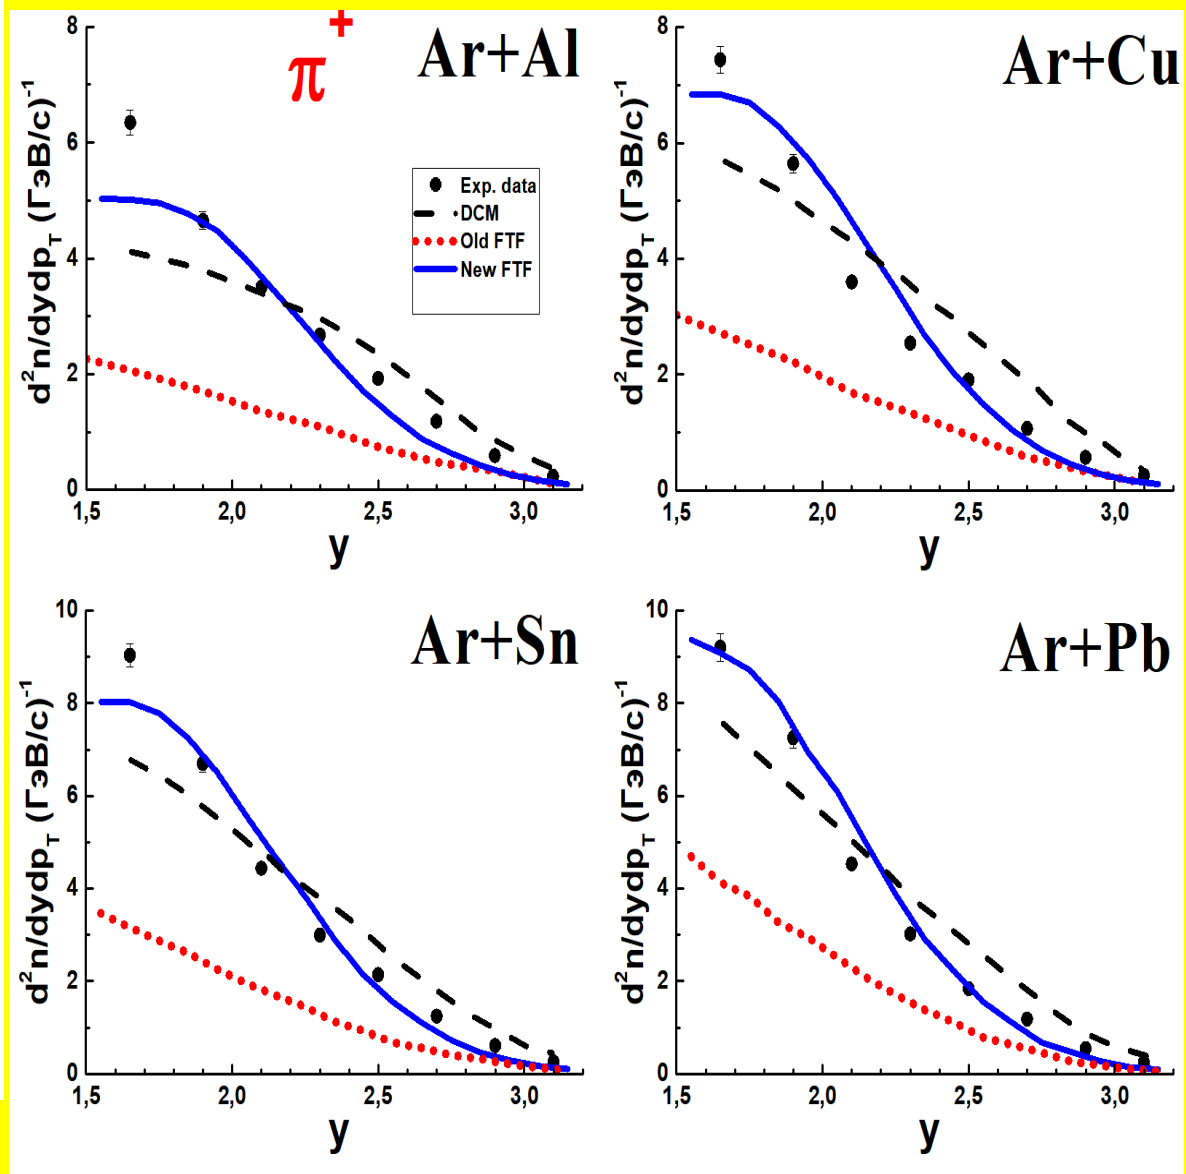 π⁺
Ar+Al
d²n/dydp_T (ГэВ/c)⁻¹
8
6
4
2
0
1,5 2,0 2,5 3,0
y
Exp. data
DCM
Old FTF
New FTF
Ar+Cu
d²n/dydp_T (ГэВ/c)⁻¹
8
6
4
2
0
1,5 2,0 2,5 3,0
y
Ar+Sn
d²n/dydp_T (ГэВ/c)⁻¹
10
8
6
4
2
0
1,5 2,0 2,5 3,0
y
Ar+Pb
d²n/dydp_T (ГэВ/c)⁻¹
10
8
6
4
2
0
1,5 2,0 2,5 3,0
y